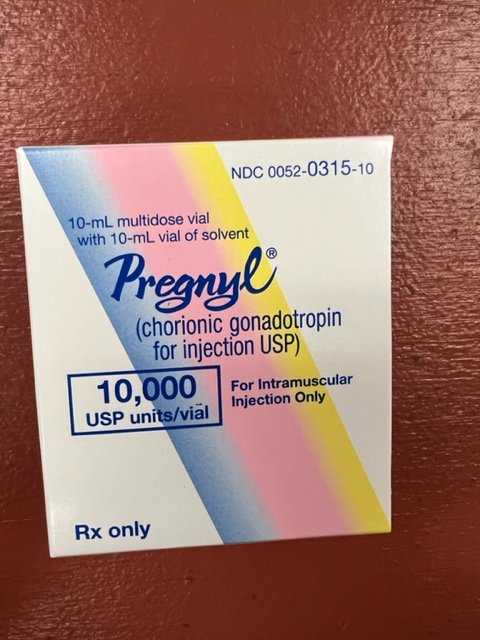 NDC 0052-0315-10
10-mL multidose vial
with 10-mL vial of solvent
Pregnyl®
(chorionic gonadotropin
for injection USP)
10,000
USP units/vial
For Intramuscular
Injection Only
Rx only